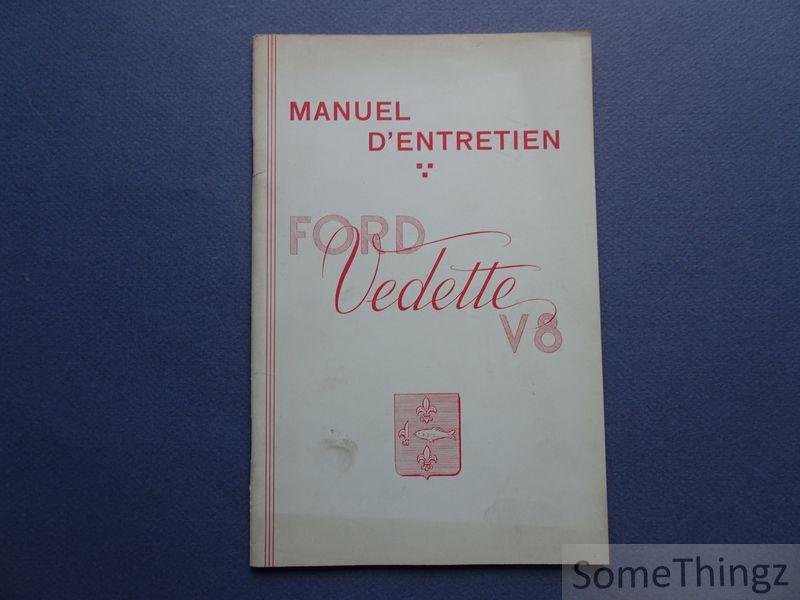 MANUEL
D'ENTRETIEN
FORD
Vedette
V8
SomeThingz